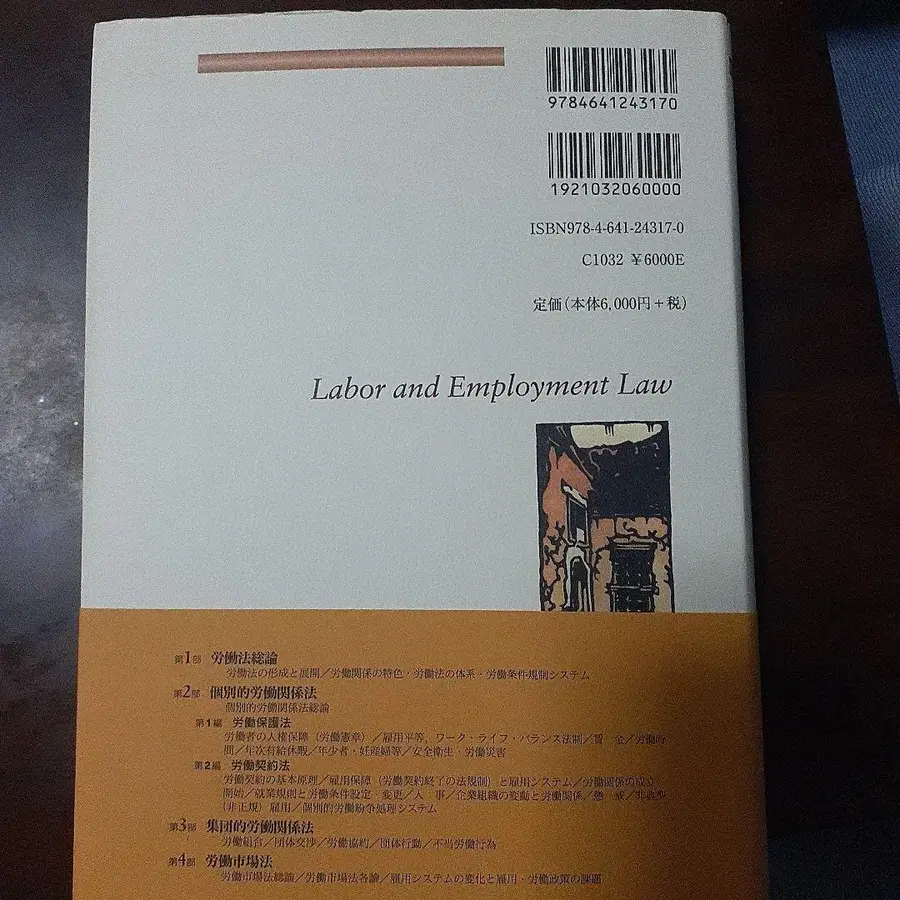 9784641243170
1921032060000
ISBN978-4-641-24317-0
C1032 ¥6000E
定価(本体6,000円+税)
Labor and Employment Law
第1部 労働法総論
労働法の形成と展開/労働関係の特色・労働法の体系・労働条件規制システム
第2部 個別的労働関係法
個別的労働関係法総論
第1編 労働保護法
労働者の人権保障(労働憲章)/雇用平等,ワーク・ライフ・バランス法制/賃 金/労働時
間/年次有給休暇/年少者・妊産婦等/安全衛生・労働災害
第2編 労働契約法
労働契約の基本原理/雇用保障(労働契約終了の法規制)と雇用システム/労働関係の成立・
開始/就業規則と労働条件設定・変更/人 事/企業組織の変動と労働関係/懲 戒/非典型
(非正規)雇用/個別的労働紛争処理システム
第3部 集団的労働関係法
労働組合/団体交渉/労働協約/団体行動/不当労働行為
第4部 労働市場法
労働市場法総論/労働市場法各論/雇用システムの変化と雇用・労働政策の課題